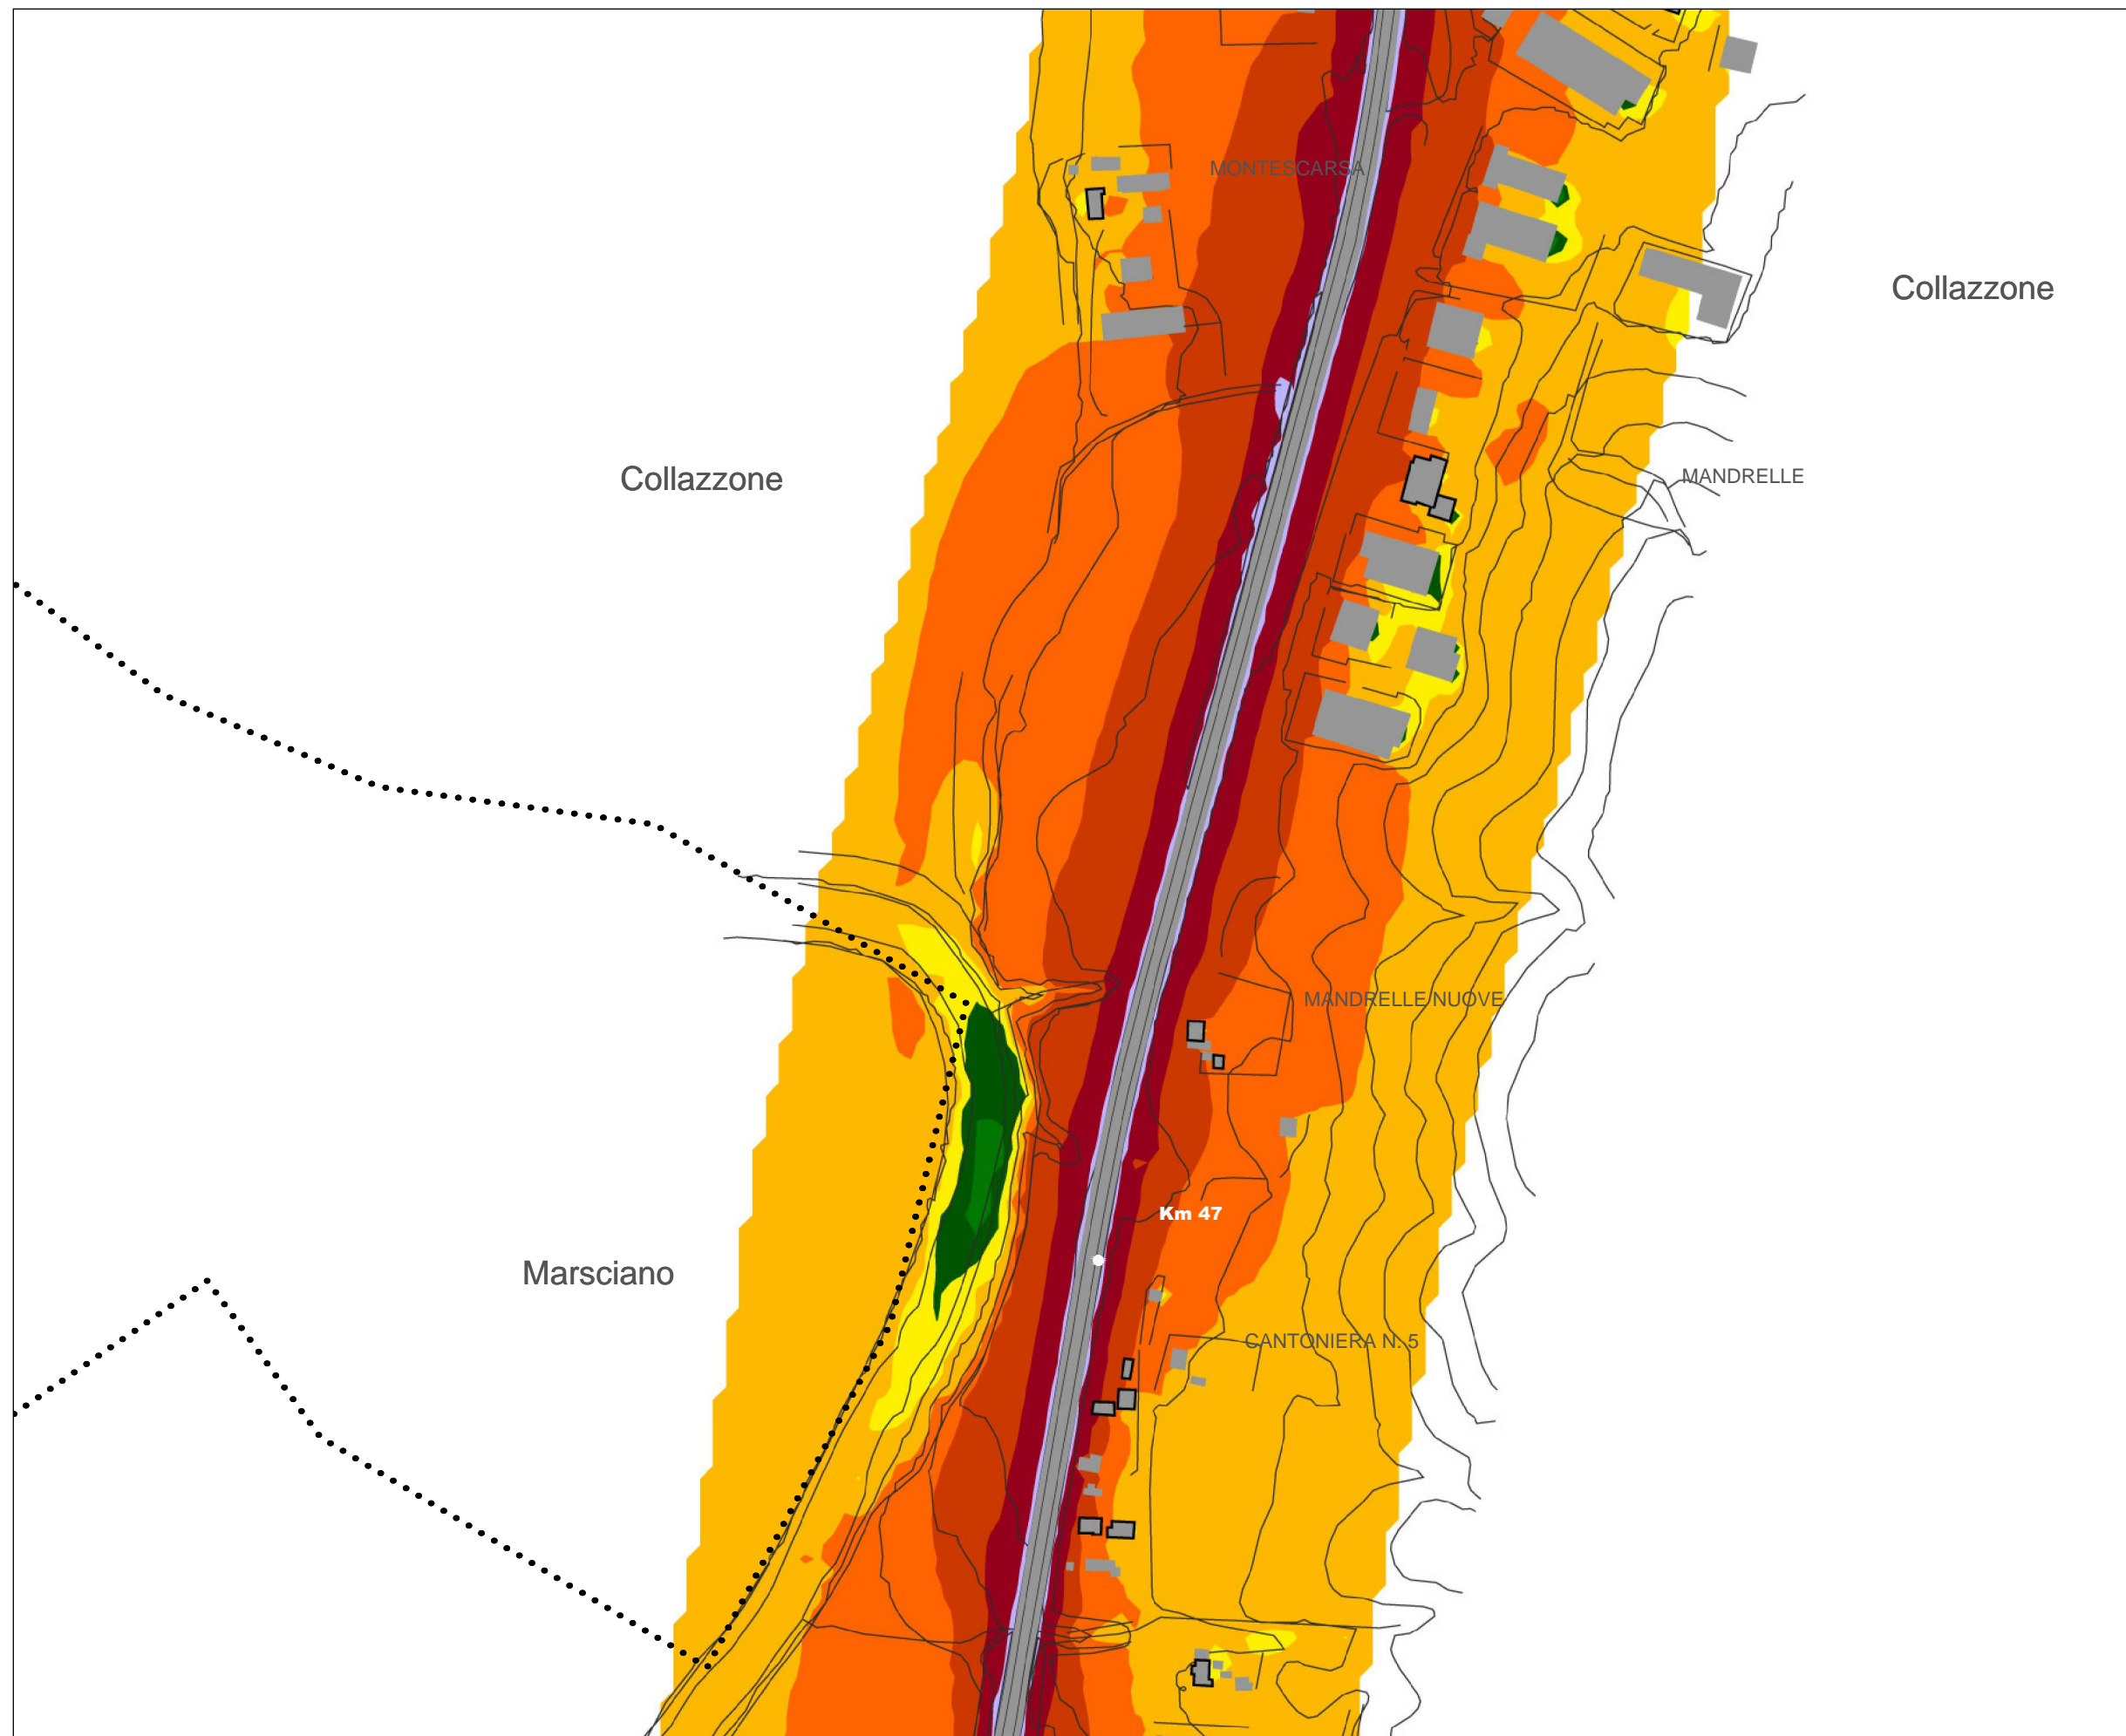 MONTESCARSA
Collazzone
Collazzone
MANDRELLE
MANDRELLE NUOVE
Km 47
Marsciano
CANTONIERA N. 5